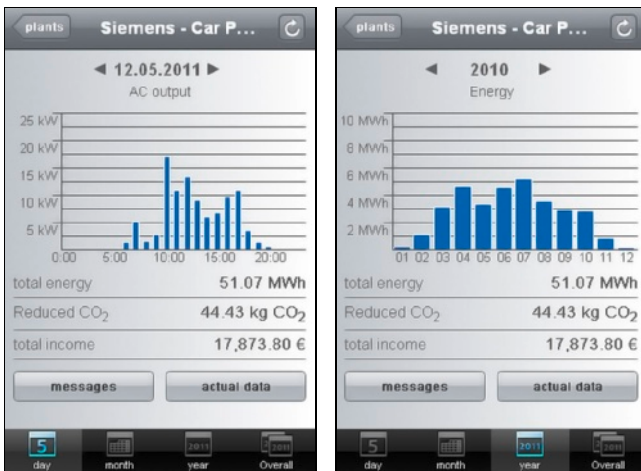 plants Siemens - Car P...
◀ 12.05.2011 ▶
AC output
25 kW
20 kW
15 kW
10 kW
5 kW
0:00 5:00 10:00 15:00 20:00
total energy 51.07 MWh
Reduced CO₂ 44.43 kg CO₂
total income 17,873.80 €
messages actual data
5 2011 2011
day month year Overall
plants Siemens - Car P...
◀ 2010 ▶
Energy
10 MWh
8 MWh
6 MWh
4 MWh
2 MWh
01 02 03 04 05 06 07 08 09 10 11 12
total energy 51.07 MWh
Reduced CO₂ 44.43 kg CO₂
total income 17,873.80 €
messages actual data
5 2011 2011
day month year Overall